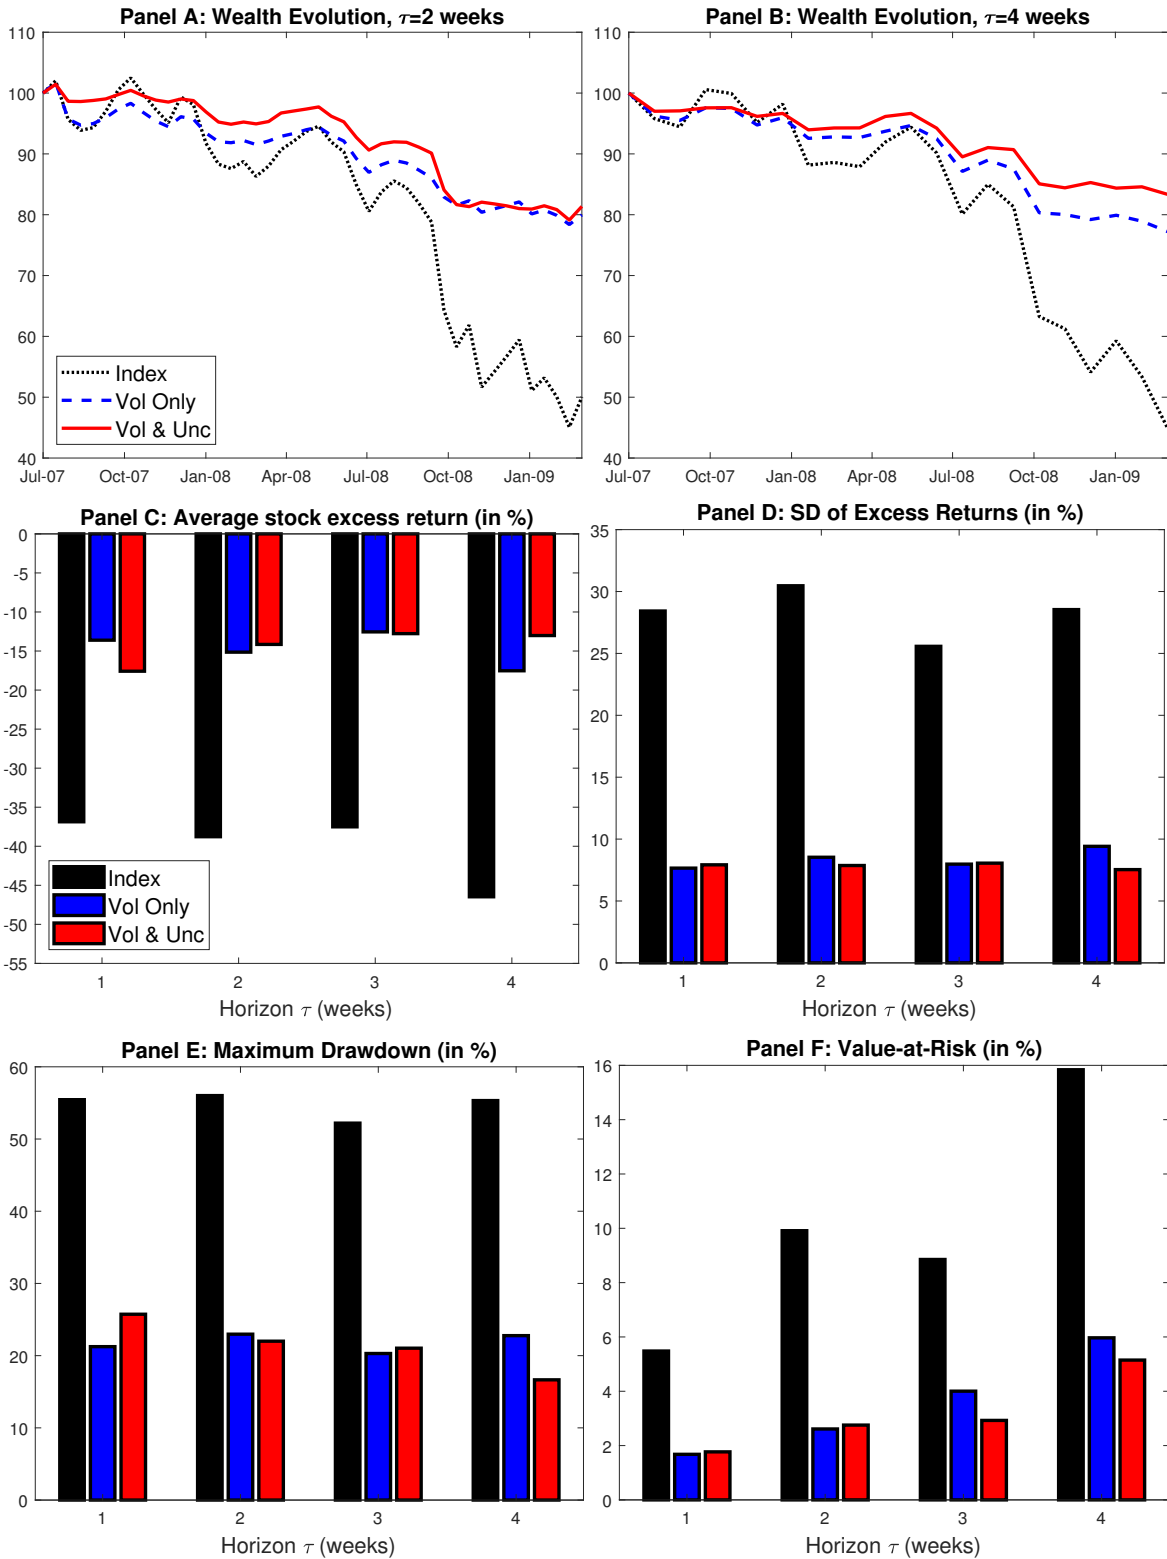 Panel A: Wealth Evolution, τ=2 weeks
110
100
90
80
70
60
50
40
Index
Vol Only
Vol & Unc
Jul-07 Oct-07 Jan-08 Apr-08 Jul-08 Oct-08 Jan-09
Panel B: Wealth Evolution, τ=4 weeks
110
100
90
80
70
60
50
40
Jul-07 Oct-07 Jan-08 Apr-08 Jul-08 Oct-08 Jan-09
Panel C: Average stock excess return (in %)
0
-5
-10
-15
-20
-25
-30
-35
-40
-45
-50
-55
Index
Vol Only
Vol & Unc
1 2 3 4
Horizon τ (weeks)
Panel D: SD of Excess Returns (in %)
35
30
25
20
15
10
5
0
1 2 3 4
Horizon τ (weeks)
Panel E: Maximum Drawdown (in %)
60
50
40
30
20
10
0
1 2 3 4
Horizon τ (weeks)
Panel F: Value-at-Risk (in %)
16
14
12
10
8
6
4
2
0
1 2 3 4
Horizon τ (weeks)